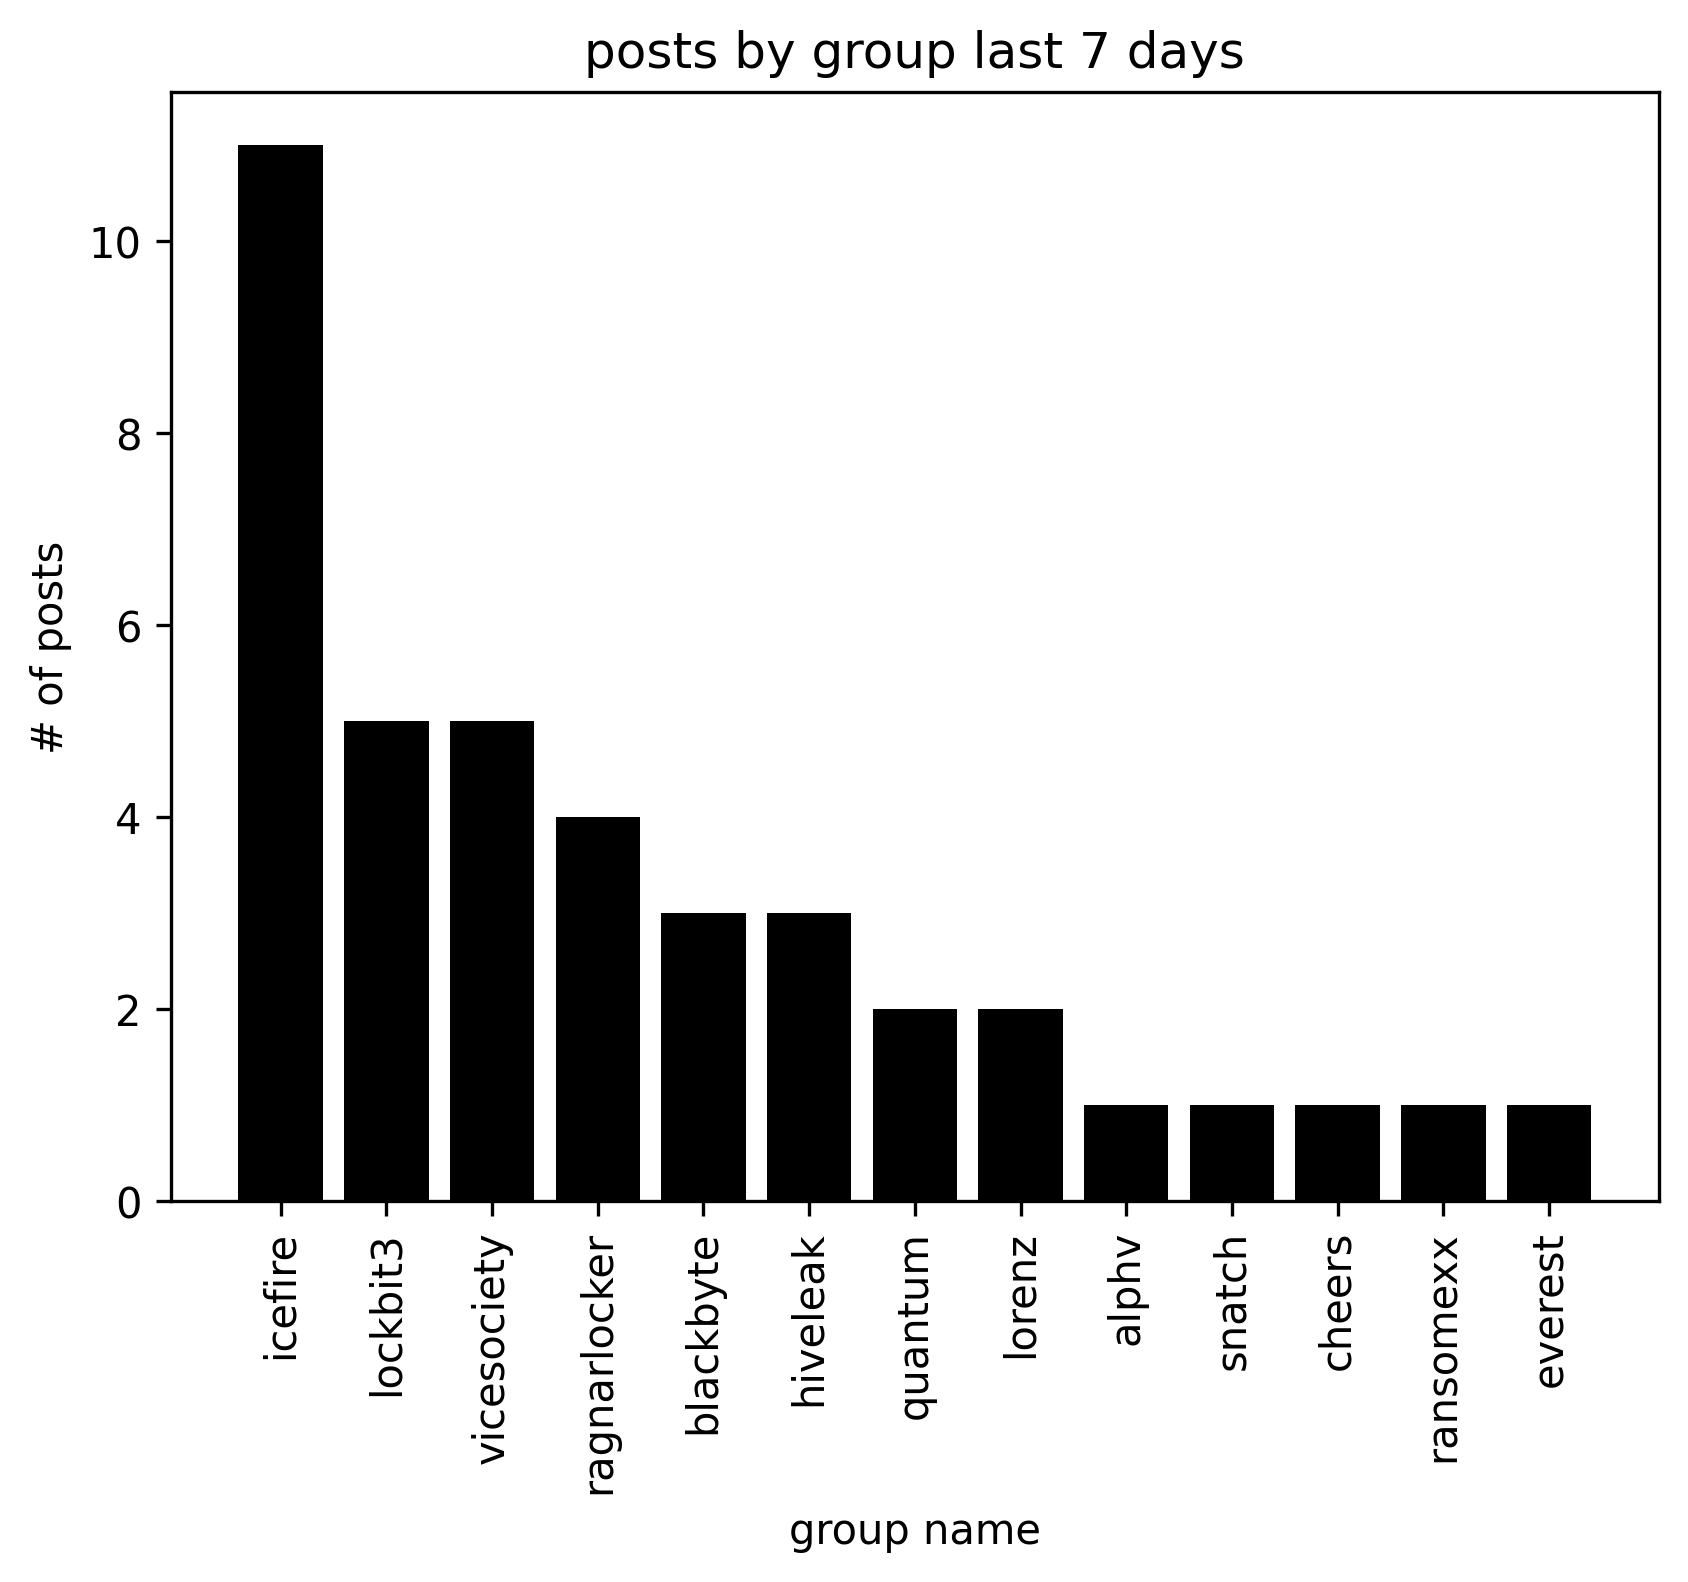 posts by group last 7 days
# of posts
10
8
6
4
2
0
icefire
lockbit3
vicesociety
ragnarlocker
blackbyte
hiveleak
quantum
lorenz
alphv
snatch
cheers
ransomexx
everest
group name